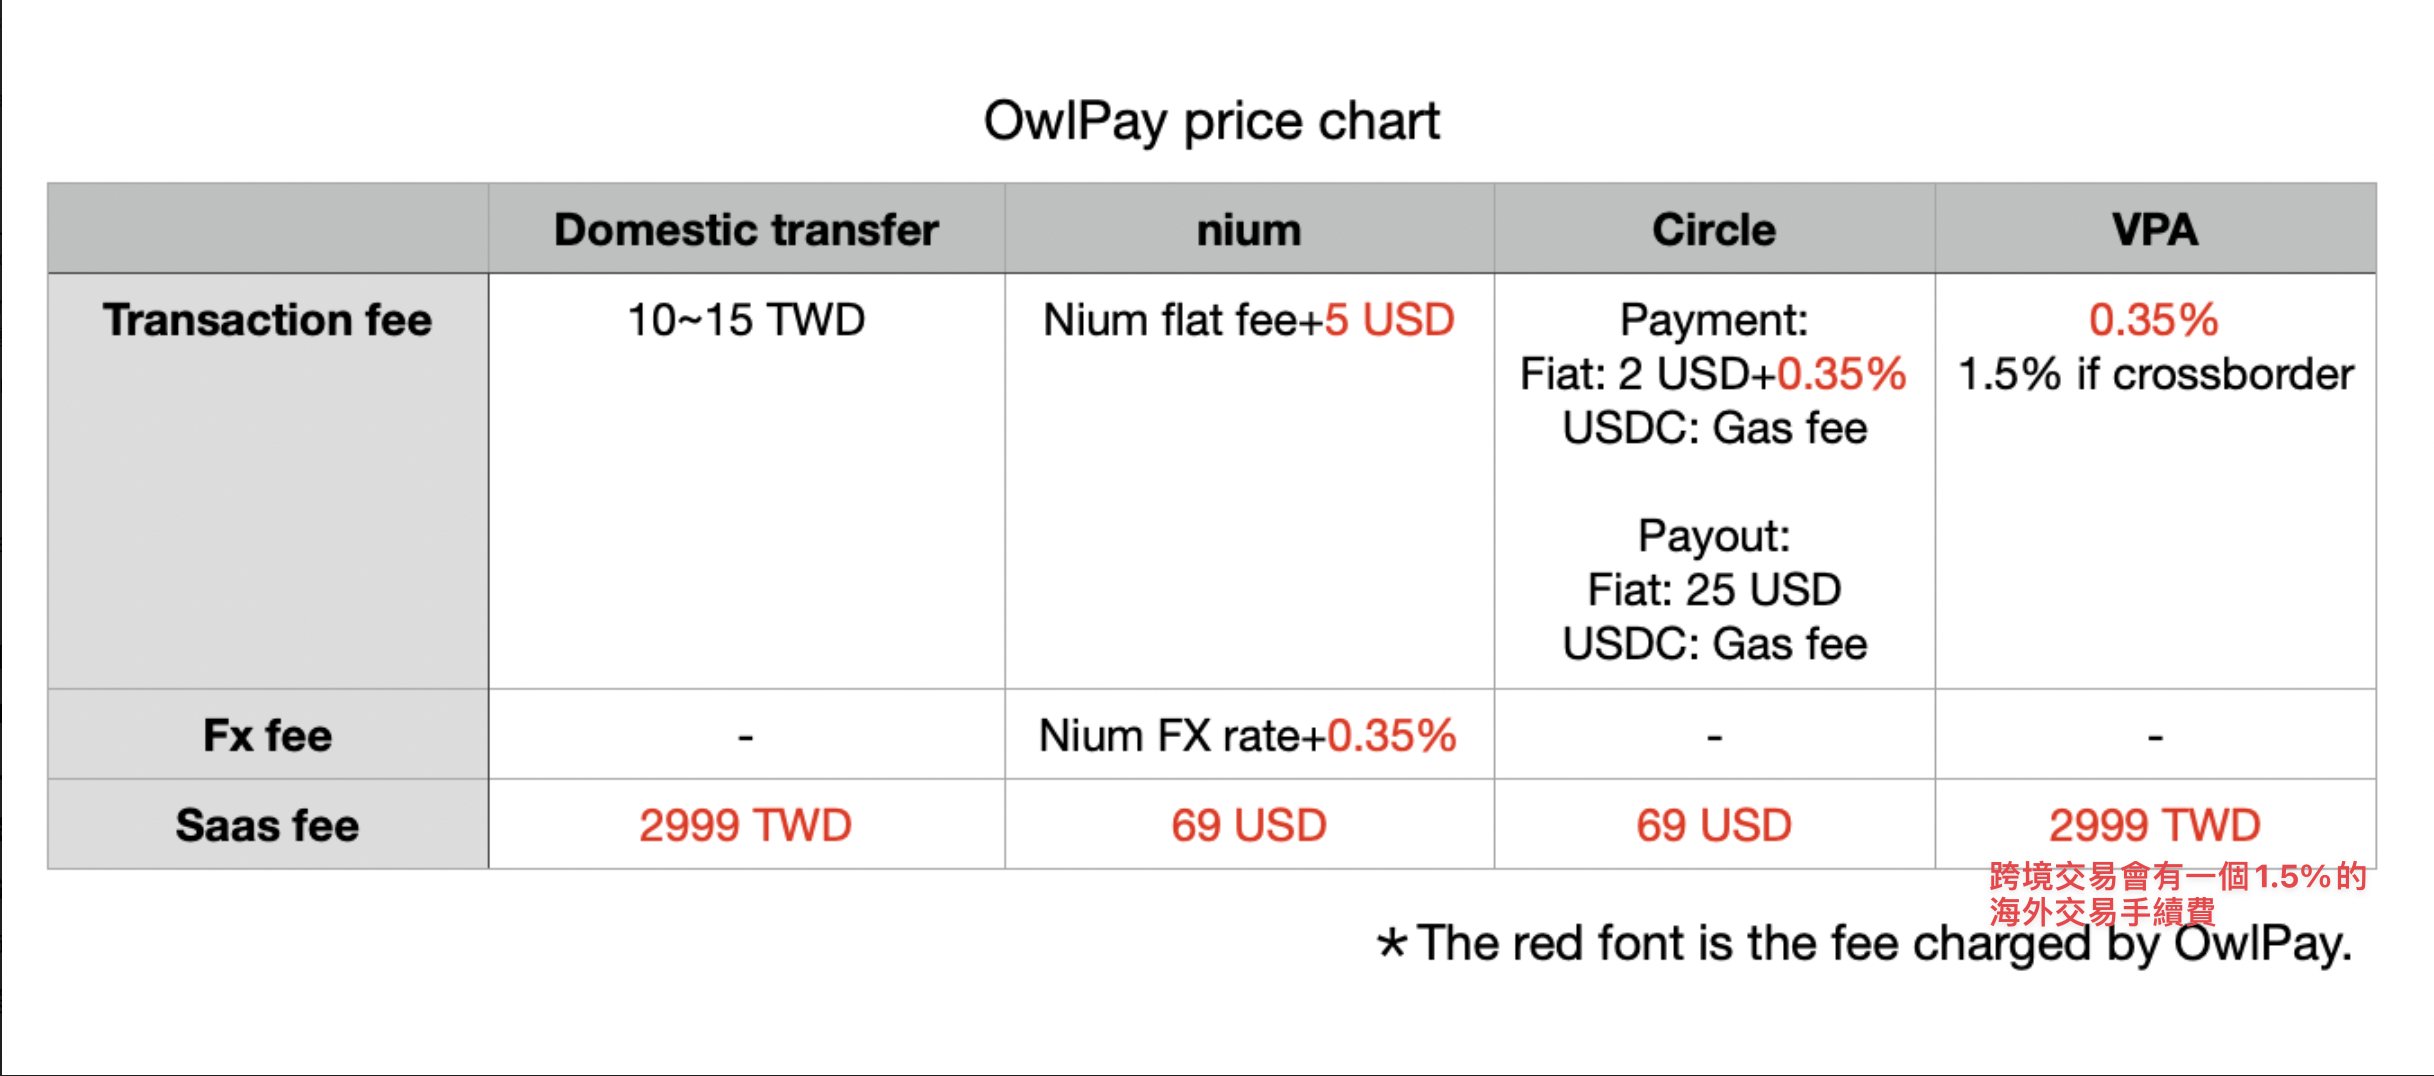 OwlPay price chart
Domestic transfer
nium
Circle
VPA
Transaction fee
10~15 TWD
Nium flat fee+5 USD
Payment:
Fiat: 2 USD+0.35%
USDC: Gas fee
Payout:
Fiat: 25 USD
USDC: Gas fee
0.35%
1.5% if crossborder
Fx fee
-
Nium FX rate+0.35%
-
-
Saas fee
2999 TWD
69 USD
69 USD
2999 TWD
跨境交易會有一個1.5%的
海外交易手續費
*The red font is the fee charged by OwlPay.